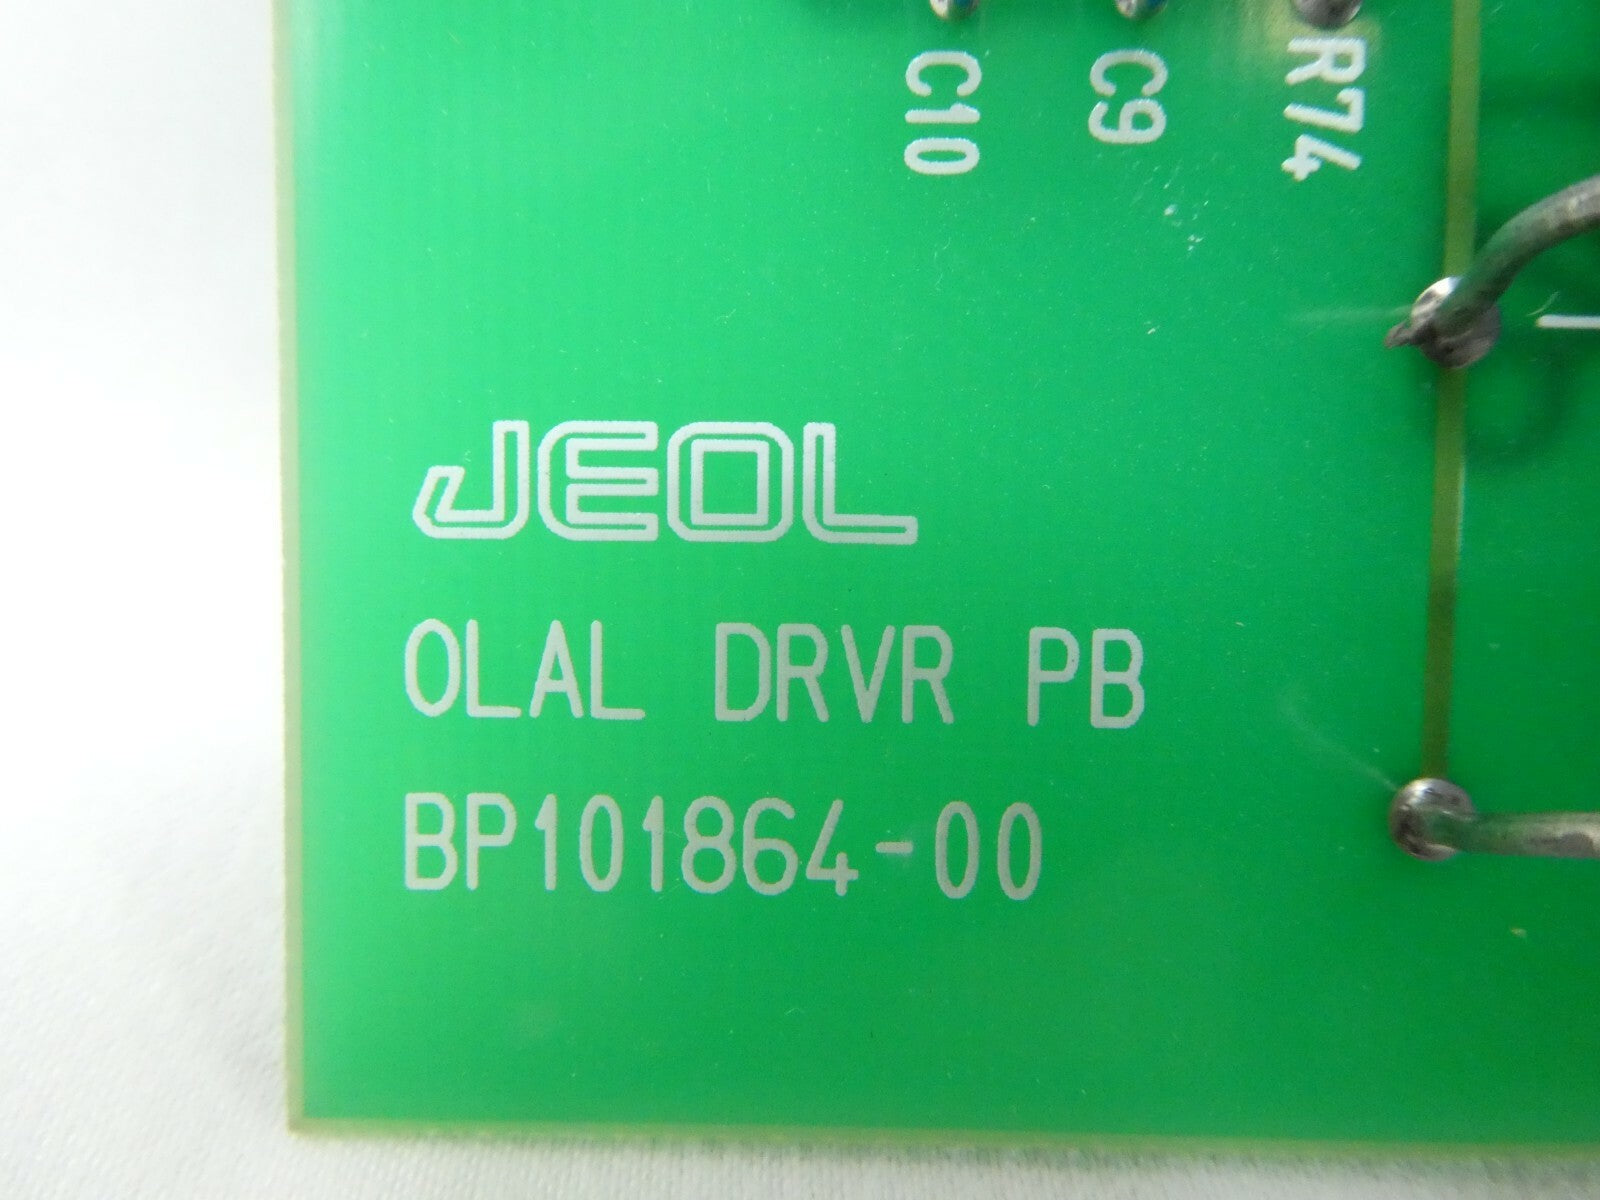 C10 C9 R74
JEOL
OLAL DRVR PB
BP101864-00